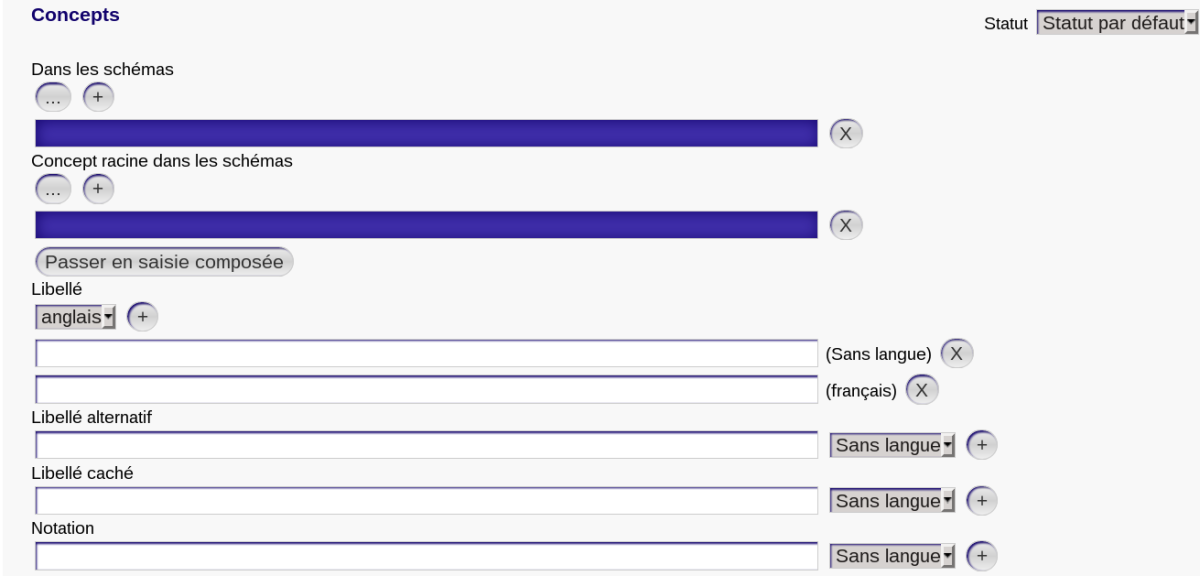 Concepts
Statut Statut par défaut
Dans les schémas
... +
X
Concept racine dans les schémas
... +
X
Passer en saisie composée
Libellé
anglais +
(Sans langue) X
(français) X
Libellé alternatif
Sans langue +
Libellé caché
Sans langue +
Notation
Sans langue +